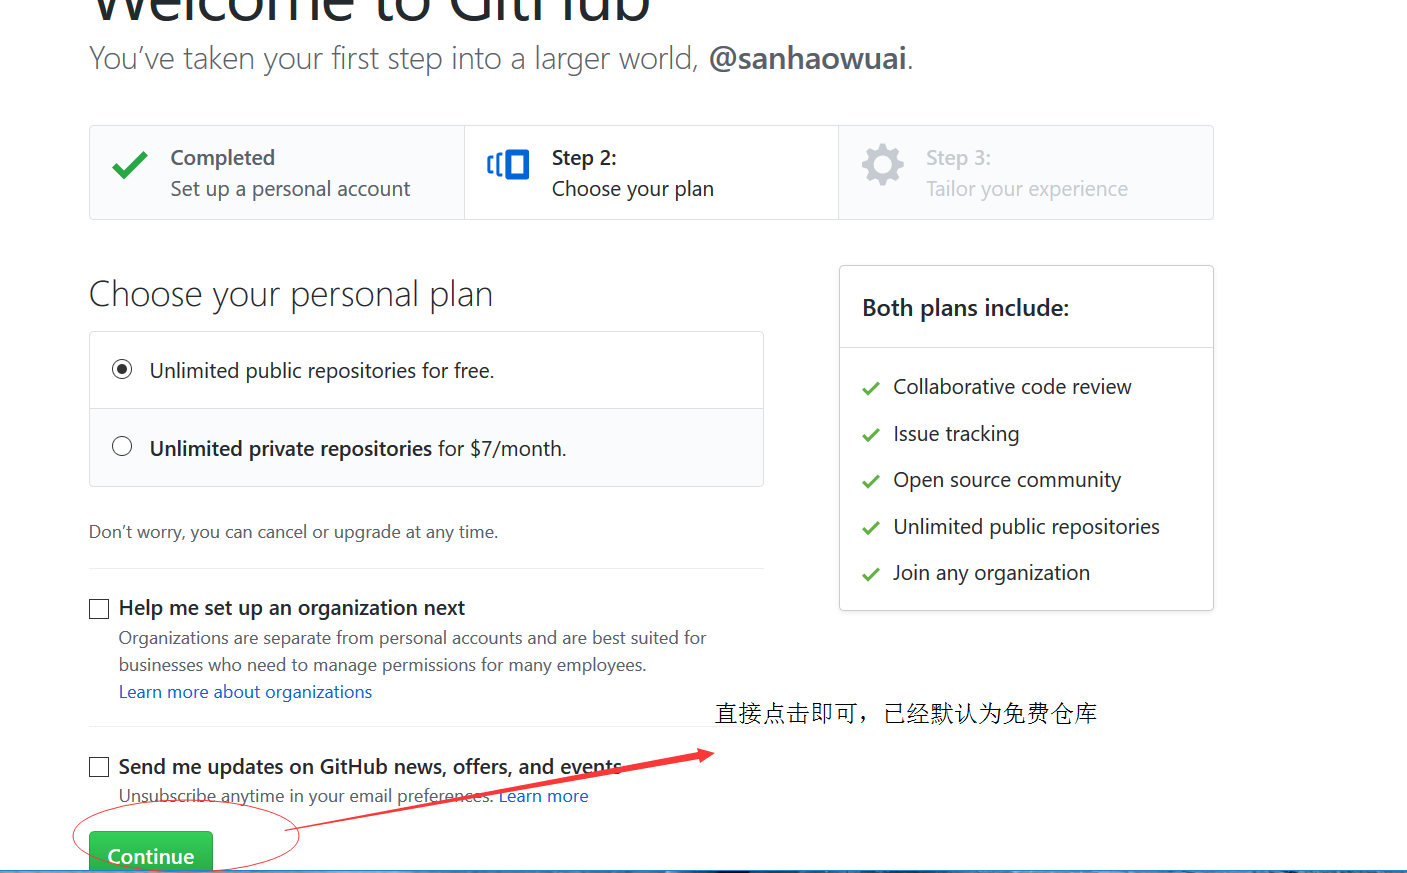 Welcome to GitHub
You’ve taken your first step into a larger world, @sanhaowuai.
Completed
Set up a personal account
Step 2:
Choose your plan
Step 3:
Tailor your experience
Choose your personal plan
Unlimited public repositories for free.
Unlimited private repositories for $7/month.
Don’t worry, you can cancel or upgrade at any time.
Both plans include:
Collaborative code review
Issue tracking
Open source community
Unlimited public repositories
Join any organization
Help me set up an organization next
Organizations are separate from personal accounts and are best suited for
businesses who need to manage permissions for many employees.
Learn more about organizations
直接点击即可，已经默认为免费仓库
Send me updates on GitHub news, offers, and events
Unsubscribe anytime in your email preferences. Learn more
Continue